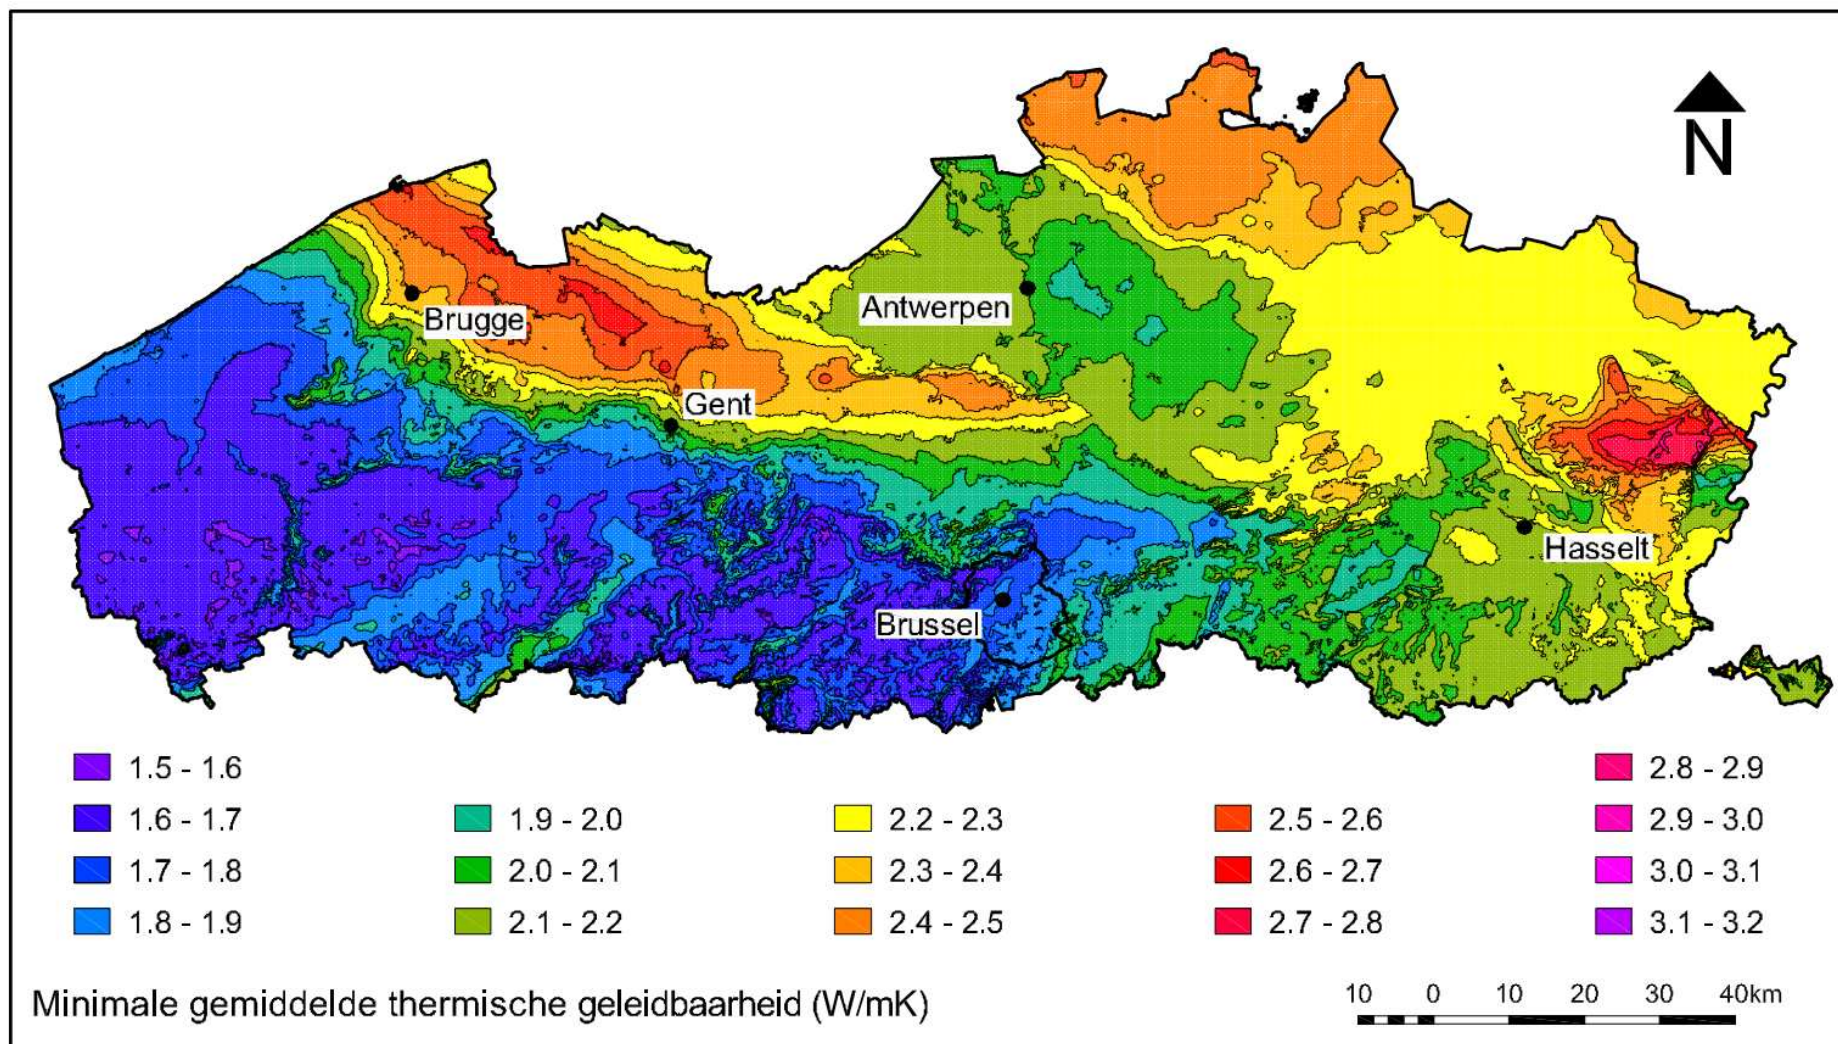 N
Brugge
Antwerpen
Gent
Hasselt
Brussel
1.5 - 1.6
1.6 - 1.7
1.7 - 1.8
1.8 - 1.9
1.9 - 2.0
2.0 - 2.1
2.1 - 2.2
2.2 - 2.3
2.3 - 2.4
2.4 - 2.5
2.5 - 2.6
2.6 - 2.7
2.7 - 2.8
2.8 - 2.9
2.9 - 3.0
3.0 - 3.1
3.1 - 3.2
Minimale gemiddelde thermische geleidbaarheid (W/mK)
10 0 10 20 30 40km